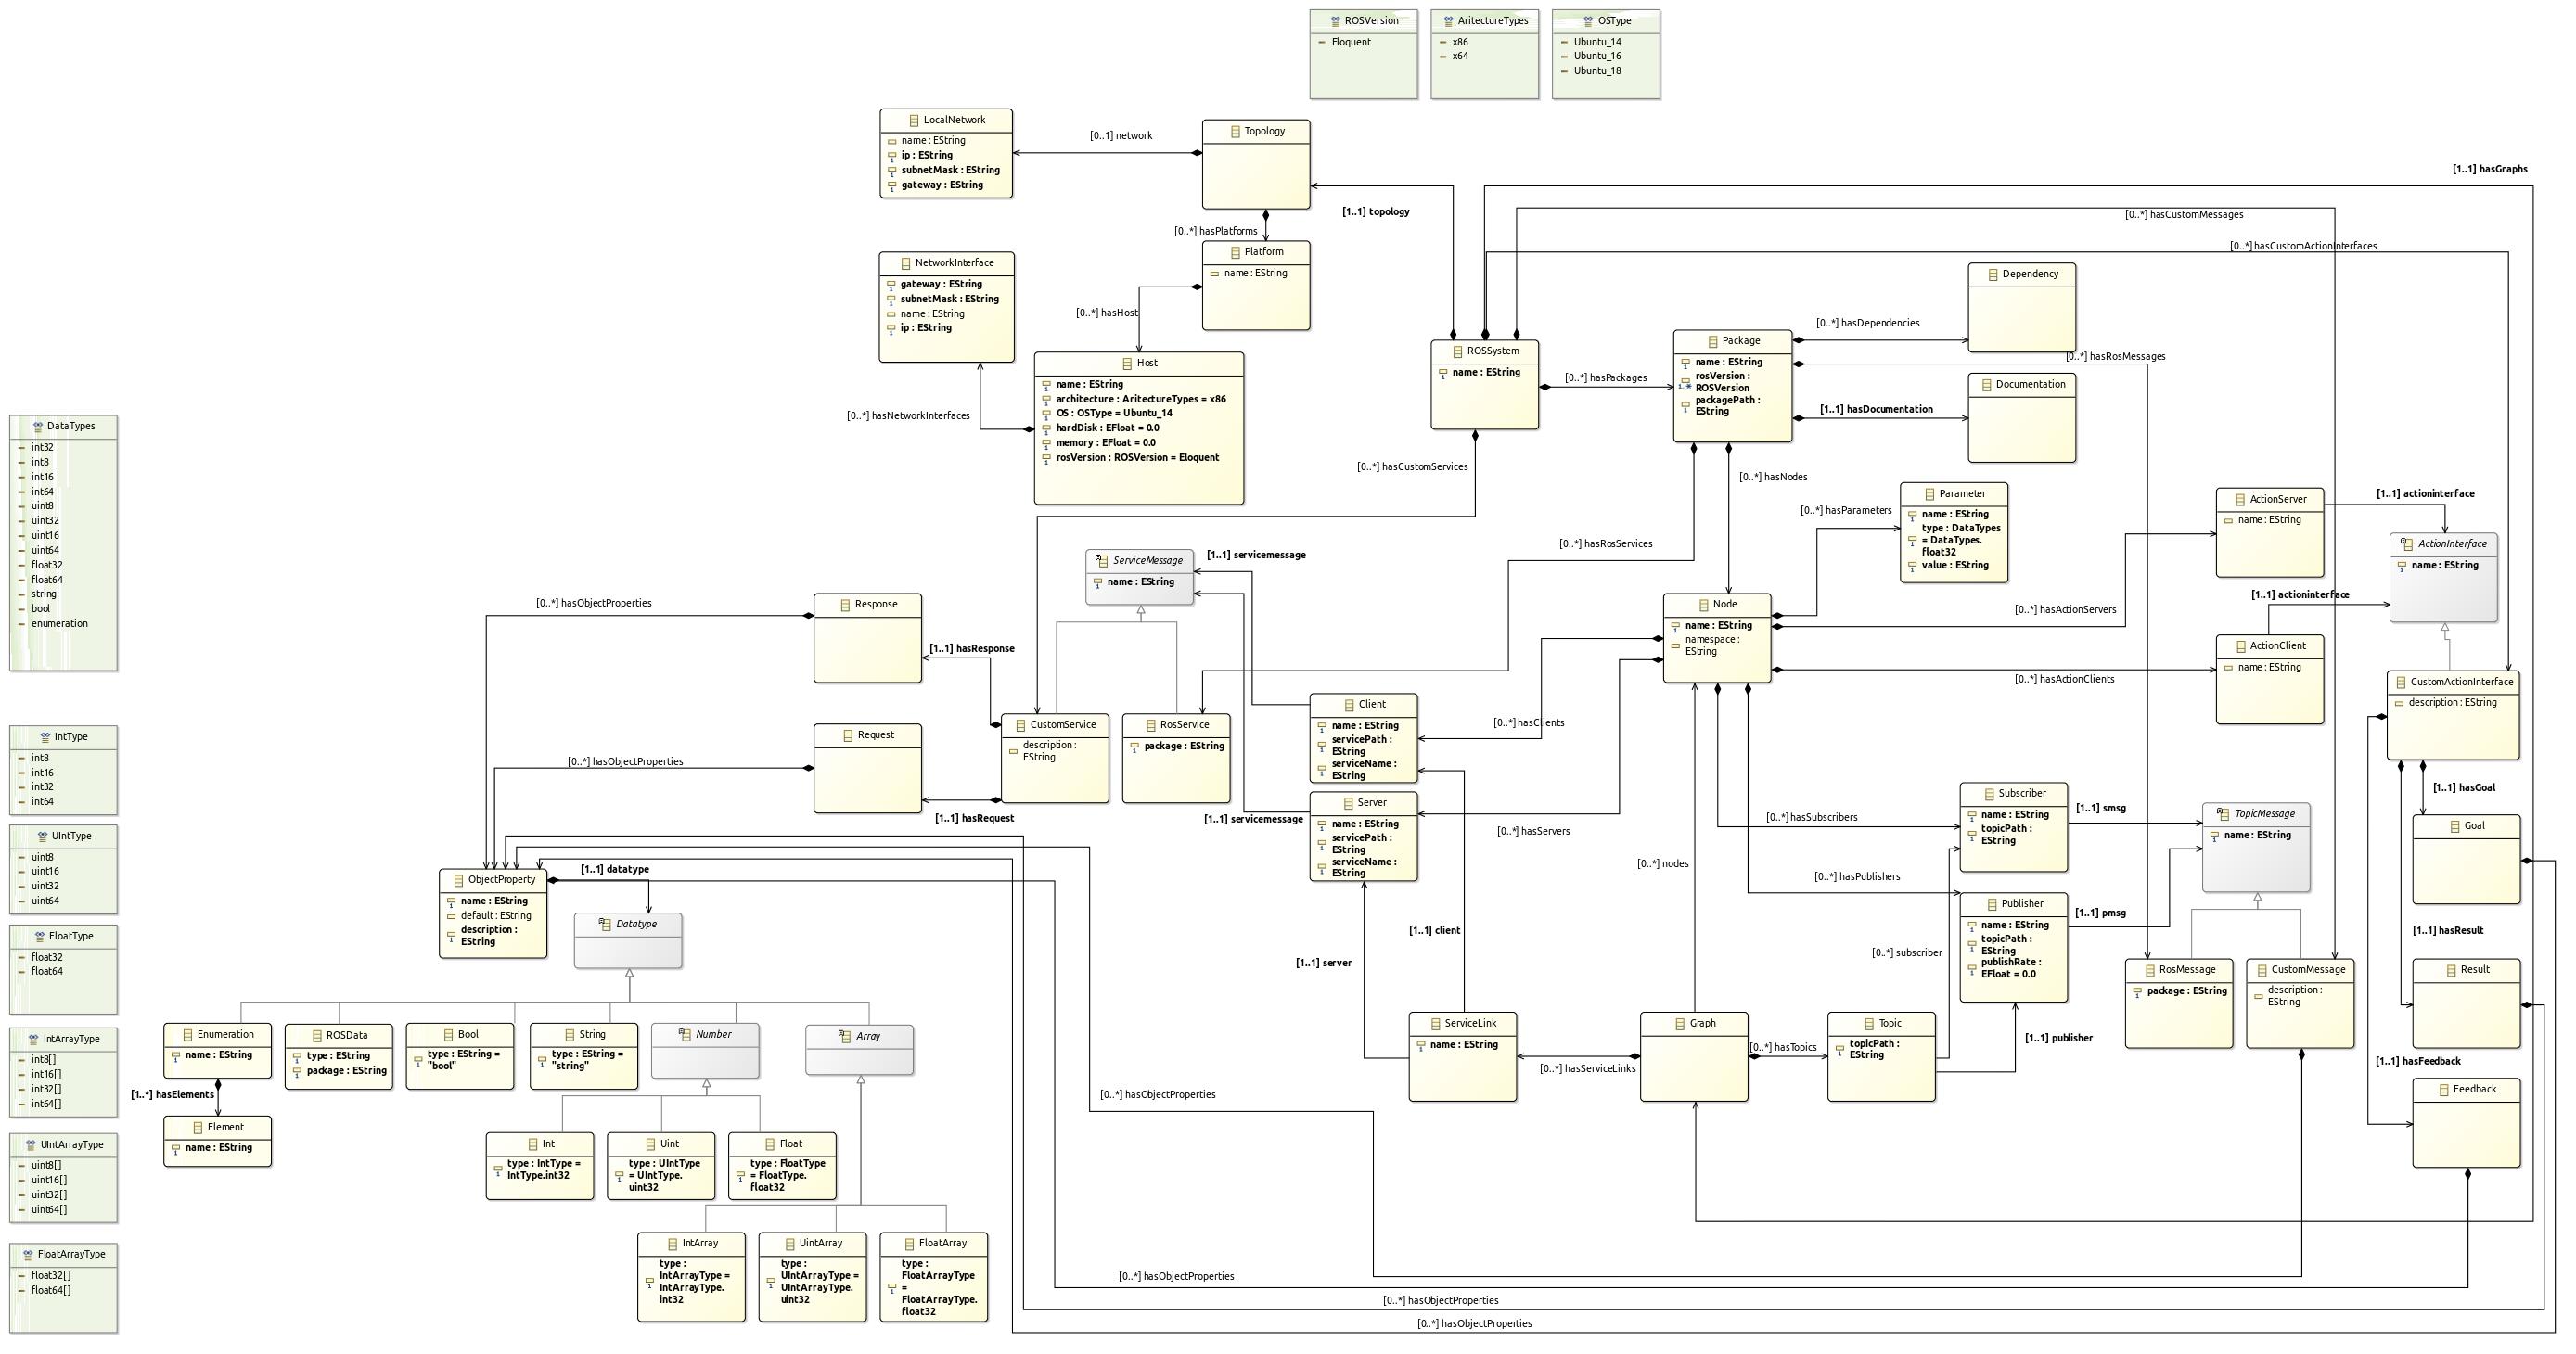 ROSVersion
Eloquent
AritectureTypes
x86
x64
OSType
Ubuntu_14
Ubuntu_16
Ubuntu_18
LocalNetwork
name : EString
ip : EString
subnetMask : EString
gateway : EString
[0..1] network
Topology
[1..1] hasGraphs
[1..1] topology
[0..*] hasCustomMessages
[0..*] hasPlatforms
[0..*] hasCustomActionInterfaces
NetworkInterface
gateway : EString
subnetMask : EString
name : EString
ip : EString
Platform
name : EString
[0..*] hasHost
Dependency
[0..*] hasDependencies
ROSSystem
name : EString
[0..*] hasPackages
Package
name : EString
rosVersion :
ROSVersion
packagePath :
EString
[0..*] hasRosMessages
Host
name : EString
architecture : AritectureTypes = x86
OS : OSType = Ubuntu_14
hardDisk : EFloat = 0.0
memory : EFloat = 0.0
rosVersion : ROSVersion = Eloquent
[0..*] hasNetworkInterfaces
Documentation
[1..1] hasDocumentation
DataTypes
int32
int8
int16
int64
uint8
uint32
uint16
uint64
float32
float64
string
bool
enumeration
[0..*] hasCustomServices
[0..*] hasNodes
Parameter
name : EString
type : DataTypes
= DataTypes.
float32
value : EString
[0..*] hasParameters
ActionServer
name : EString
[1..1] actioninterface
ActionInterface
name : EString
[0..*] hasRosServices
ServiceMessage
name : EString
[1..1] servicemessage
Response
[0..*] hasObjectProperties
[1..1] hasResponse
Node
name : EString
namespace :
EString
[0..*] hasActionServers
[1..1] actioninterface
ActionClient
name : EString
[0..*] hasActionClients
CustomActionInterface
description : EString
IntType
int8
int16
int32
int64
Request
[0..*] hasObjectProperties
CustomService
description :
EString
RosService
package : EString
[1..1] hasRequest
Client
name : EString
servicePath :
EString
serviceName :
EString
[0..*] hasClients
Server
name : EString
servicePath :
EString
serviceName :
EString
[1..1] servicemessage
[0..*] hasServers
Subscriber
name : EString
topicPath :
EString
[0..*] hasSubscribers
[1..1] smsg
TopicMessage
name : EString
[1..1] hasGoal
Goal
UIntType
uint8
uint16
uint32
uint64
ObjectProperty
name : EString
default : EString
description :
EString
[1..1] datatype
Datatype
[0..*] nodes
[0..*] hasPublishers
Publisher
name : EString
topicPath :
EString
publishRate :
EFloat = 0.0
[1..1] pmsg
[1..1] hasResult
FloatType
float32
float64
[1..1] client
[1..1] server
[0..*] subscriber
RosMessage
package : EString
CustomMessage
description :
EString
Result
IntArrayType
int8[]
int16[]
int32[]
int64[]
Enumeration
name : EString
ROSData
type : EString
package : EString
Bool
type : EString =
"bool"
String
type : EString =
"string"
Number
Array
ServiceLink
name : EString
Graph
[0..*] hasTopics
[0..*] hasServiceLinks
Topic
topicPath :
EString
[1..1] publisher
[1..1] hasFeedback
[1..*] hasElements
[0..*] hasObjectProperties
Feedback
Element
name : EString
UIntArrayType
uint8[]
uint16[]
uint32[]
uint64[]
Int
type : IntType =
IntType.int32
Uint
type : UIntType
= UIntType.
uint32
Float
type : FloatType
= FloatType.
float32
FloatArrayType
float32[]
float64[]
IntArray
type :
IntArrayType =
IntArrayType.
int32
UintArray
type :
UIntArrayType =
UIntArrayType.
uint32
FloatArray
type :
FloatArrayType
=
FloatArrayType.
float32
[0..*] hasObjectProperties
[0..*] hasObjectProperties
[0..*] hasObjectProperties